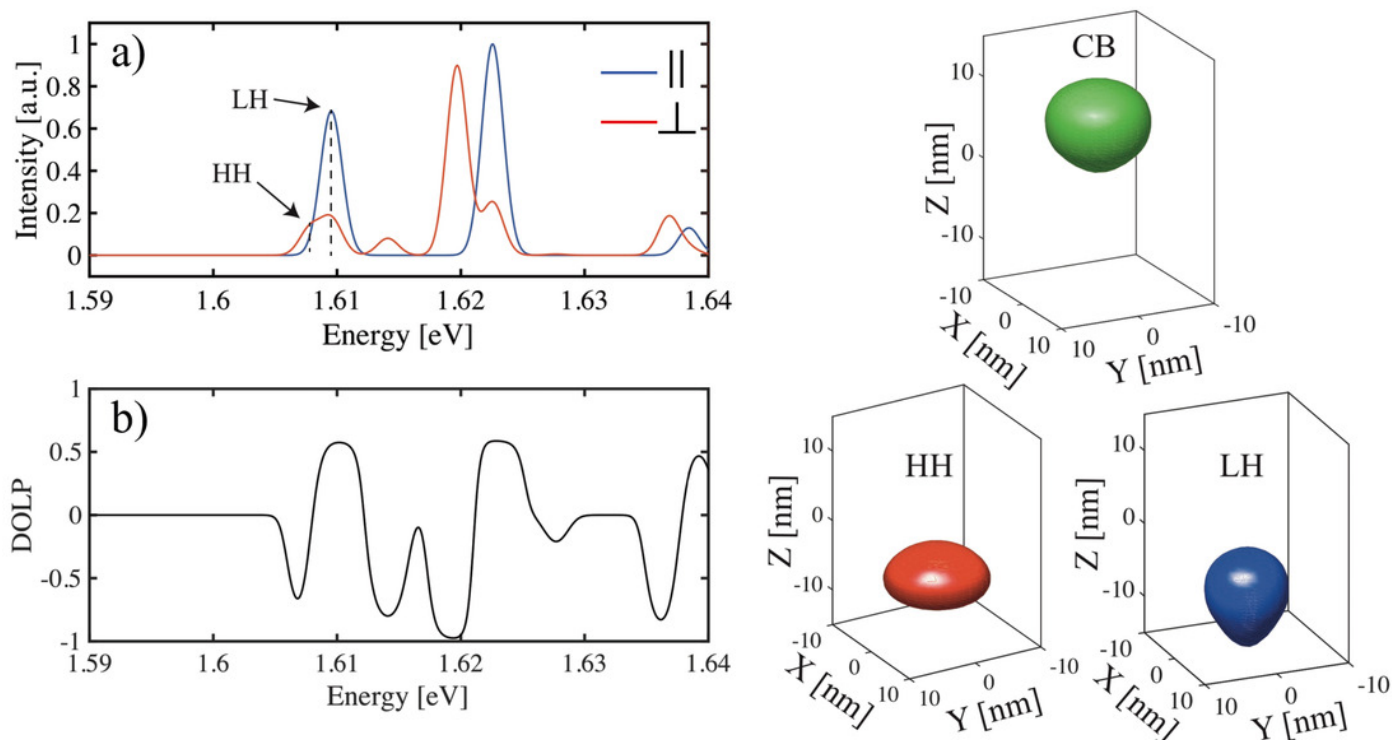 a)
Intensity [a.u.]
1
0.8
0.6
0.4
0.2
0
LH
HH
||
⊥
1.59 1.6 1.61 1.62 1.63 1.64
Energy [eV]
b)
DOLP
1
0.5
0
-0.5
-1
1.59 1.6 1.61 1.62 1.63 1.64
Energy [eV]
CB
Z [nm]
10
0
-10
-10 0 10
X [nm]
10 0 -10
Y [nm]
HH
Z [nm]
10
0
-10
-10 0 10
X [nm]
10 0 -10
Y [nm]
LH
Z [nm]
10
0
-10
-10 0 10
X [nm]
10 0 -10
Y [nm]